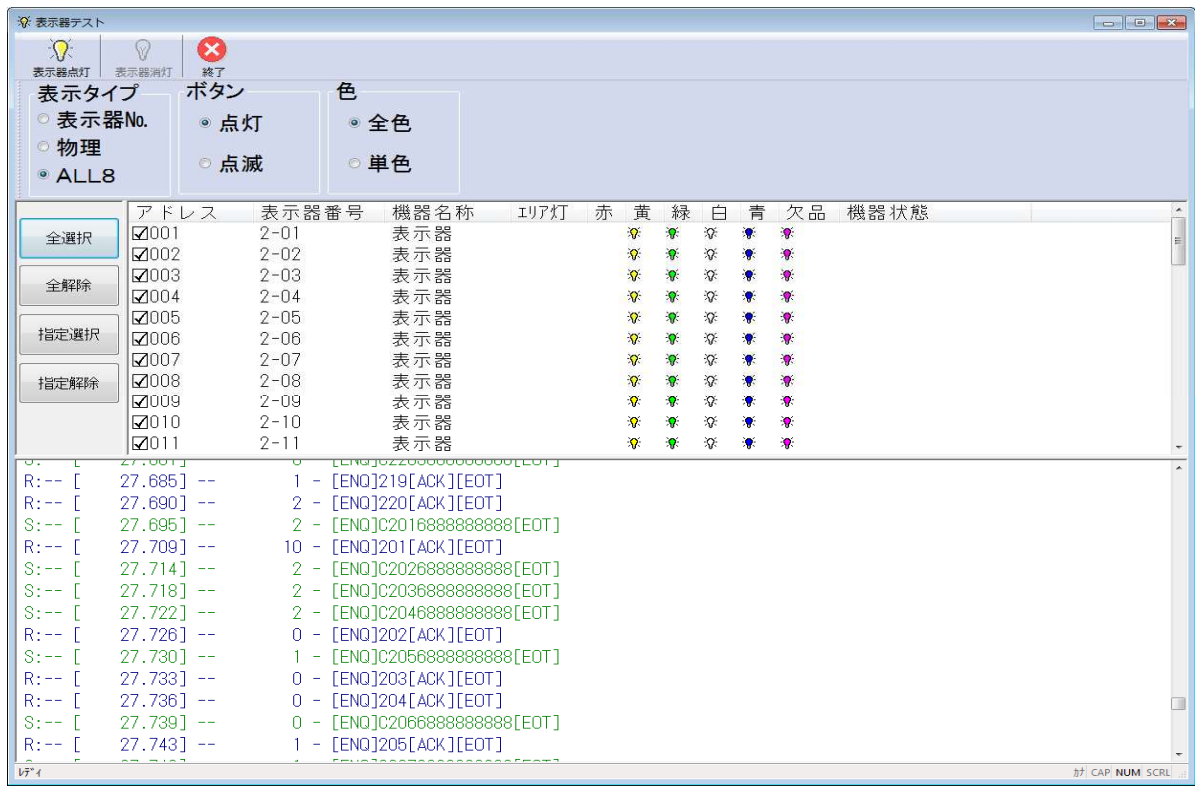 表示器テスト
表示器点灯 表示器消灯 終了
表示タイプ ボタン 色
表示器No. 点灯 全色
物理
点滅 単色
ALL8
全選択
全解除
指定選択
指定解除
アドレス 表示器番号 機器名称 エリア灯 赤 黄 緑 白 青 欠品 機器状態
001 2-01 表示器
002 2-02 表示器
003 2-03 表示器
004 2-04 表示器
005 2-05 表示器
006 2-06 表示器
007 2-07 表示器
008 2-08 表示器
009 2-09 表示器
010 2-10 表示器
011 2-11 表示器
R:-- [ 27.685] -- 1 - [ENQ]219[ACK][EOT]
R:-- [ 27.690] -- 2 - [ENQ]220[ACK][EOT]
S:-- [ 27.695] -- 2 - [ENQ]C2016888888888[EOT]
R:-- [ 27.709] -- 10 - [ENQ]201[ACK][EOT]
S:-- [ 27.714] -- 2 - [ENQ]C2026888888888[EOT]
S:-- [ 27.718] -- 2 - [ENQ]C2036888888888[EOT]
S:-- [ 27.722] -- 2 - [ENQ]C2046888888888[EOT]
R:-- [ 27.726] -- 0 - [ENQ]202[ACK][EOT]
S:-- [ 27.730] -- 1 - [ENQ]C2056888888888[EOT]
R:-- [ 27.733] -- 0 - [ENQ]203[ACK][EOT]
R:-- [ 27.736] -- 0 - [ENQ]204[ACK][EOT]
S:-- [ 27.739] -- 0 - [ENQ]C2066888888888[EOT]
R:-- [ 27.743] -- 1 - [ENQ]205[ACK][EOT]
ﾚﾃﾞｨ ｶﾅ CAP NUM SCRL